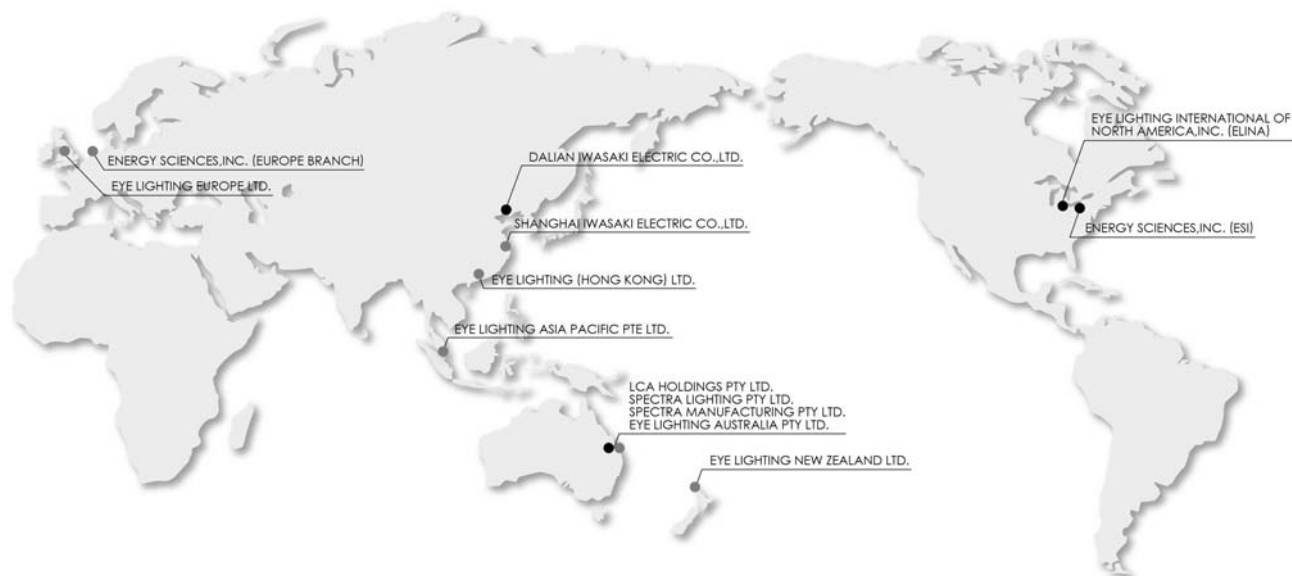 EYE LIGHTING INTERNATIONAL OF
NORTH AMERICA,INC. (ELINA)
ENERGY SCIENCES,INC. (EUROPE BRANCH)
DALIAN IWASAKI ELECTRIC CO.,LTD.
EYE LIGHTING EUROPE LTD.
SHANGHAI IWASAKI ELECTRIC CO.,LTD.
ENERGY SCIENCES,INC. (ESI)
EYE LIGHTING (HONG KONG) LTD.
EYE LIGHTING ASIA PACIFIC PTE LTD.
LCA HOLDINGS PTY LTD.
SPECTRA LIGHTING PTY LTD.
SPECTRA MANUFACTURING PTY LTD.
EYE LIGHTING AUSTRALIA PTY LTD.
EYE LIGHTING NEW ZEALAND LTD.